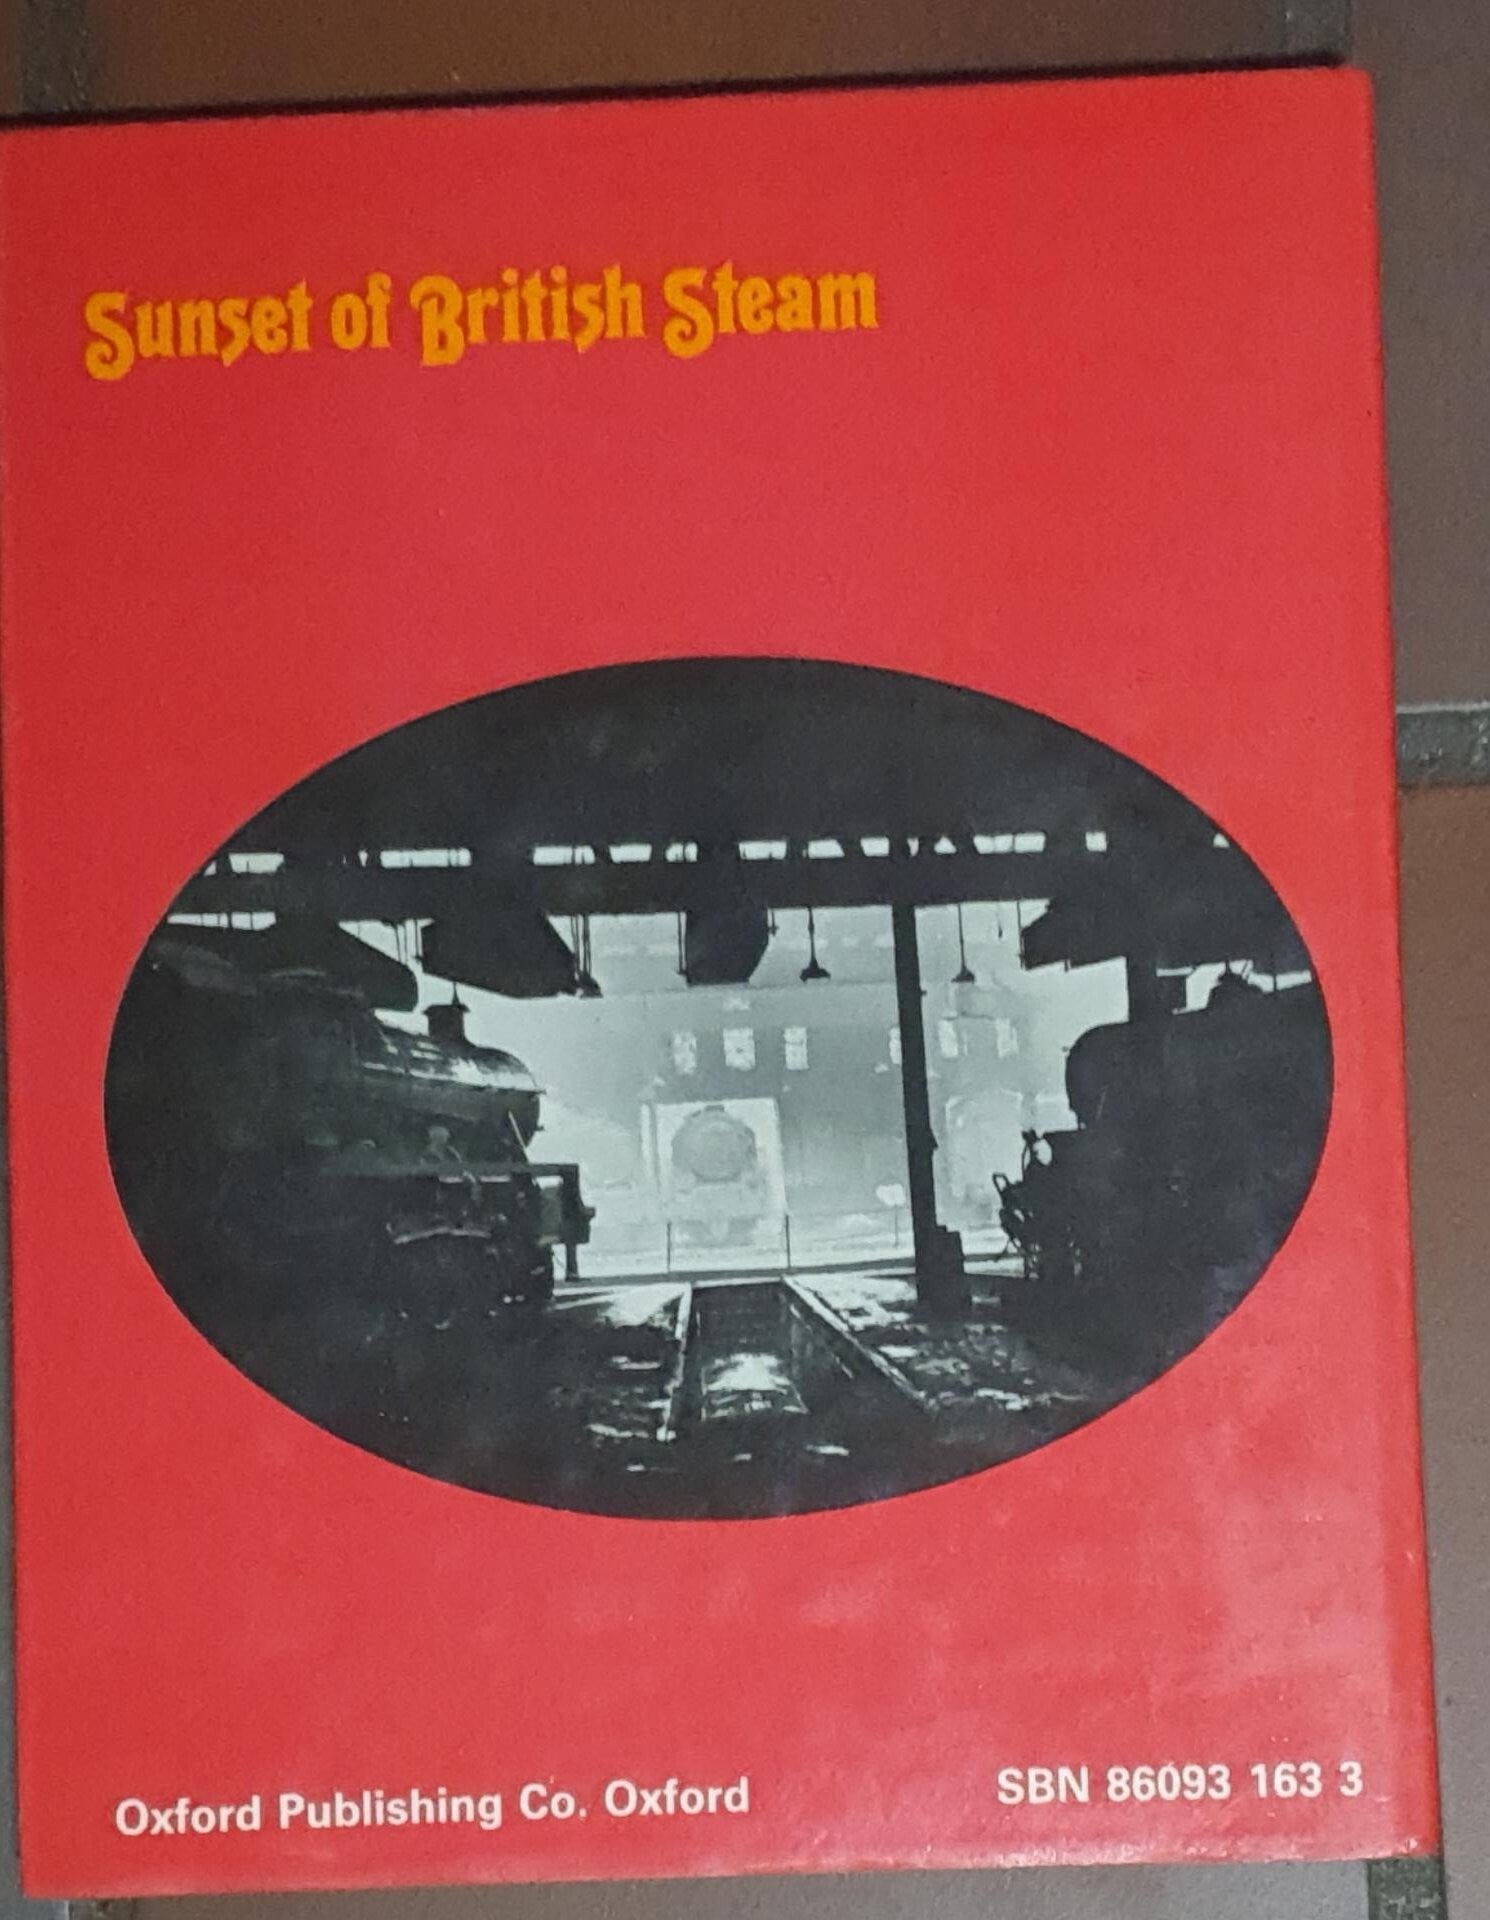 Sunset of British Steam
Oxford Publishing Co. Oxford
SBN 86093 163 3